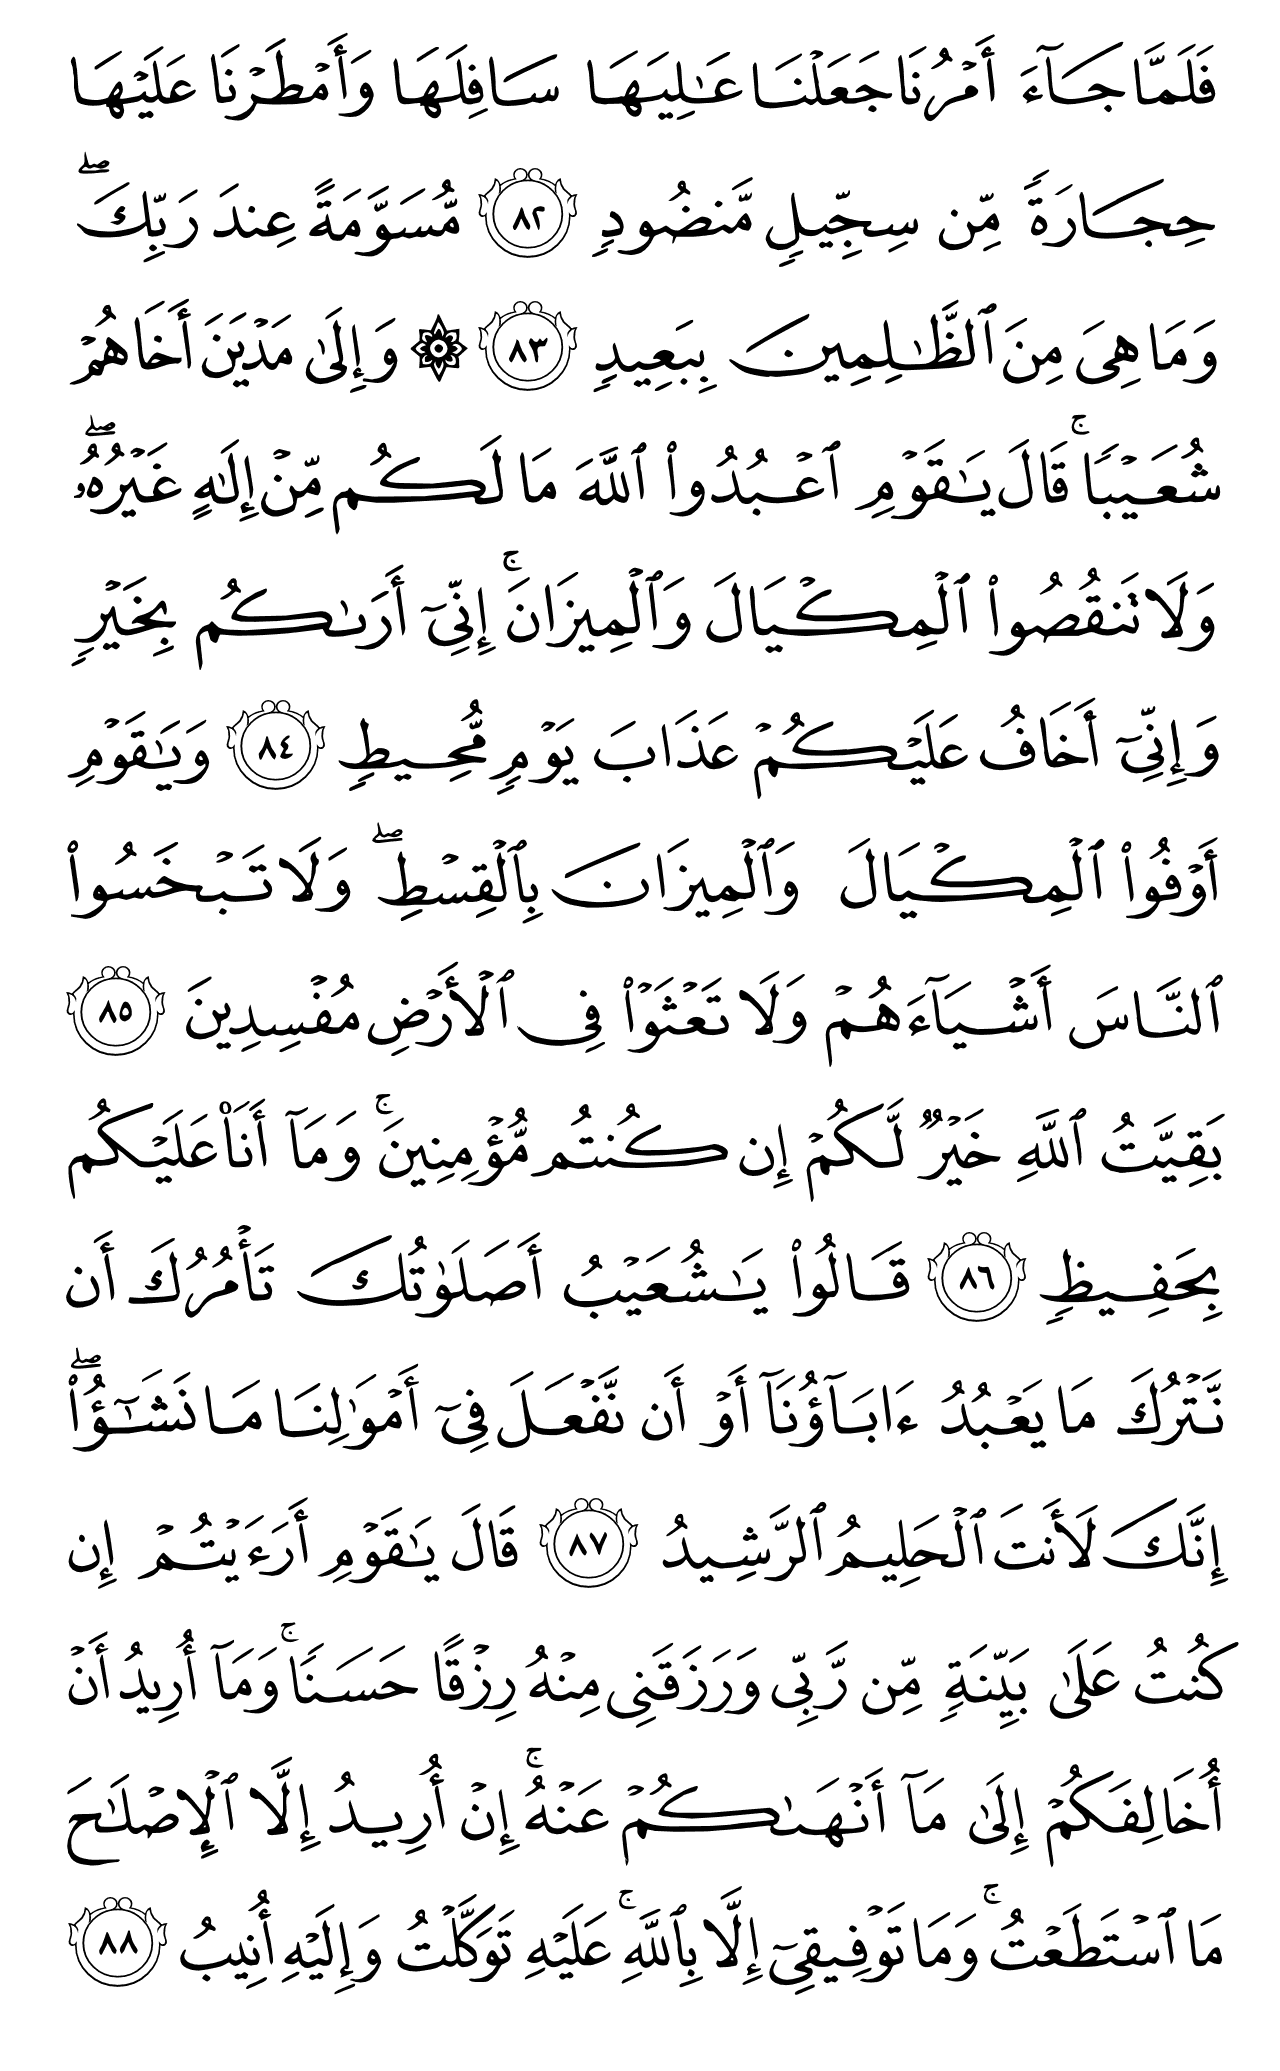 فَلَمَّا جَآءَ أَمۡرُنَا جَعَلۡنَا عَٰلِيَهَا سَافِلَهَا وَأَمۡطَرۡنَا عَلَيۡهَا
حِجَارَةٗ مِّن سِجِّيلٖ مَّنضُودٖ ٨٢ مُّسَوَّمَةً عِندَ رَبِّكَۖ
وَمَا هِيَ مِنَ ٱلظَّٰلِمِينَ بِبَعِيدٖ ٨٣ ۞ وَإِلَىٰ مَدۡيَنَ أَخَاهُمۡ
شُعَيۡبٗاۚ قَالَ يَٰقَوۡمِ ٱعۡبُدُواْ ٱللَّهَ مَا لَكُم مِّنۡ إِلَٰهٍ غَيۡرُهُۥۖ
وَلَا تَنقُصُواْ ٱلۡمِكۡيَالَ وَٱلۡمِيزَانَۚ إِنِّيٓ أَرَىٰكُم بِخَيۡرٖ
وَإِنِّيٓ أَخَافُ عَلَيۡكُمۡ عَذَابَ يَوۡمٖ مُّحِيطٖ ٨٤ وَيَٰقَوۡمِ
أَوۡفُواْ ٱلۡمِكۡيَالَ وَٱلۡمِيزَانَ بِٱلۡقِسۡطِۖ وَلَا تَبۡخَسُواْ
ٱلنَّاسَ أَشۡيَآءَهُمۡ وَلَا تَعۡثَوۡاْ فِي ٱلۡأَرۡضِ مُفۡسِدِينَ ٨٥
بَقِيَّتُ ٱللَّهِ خَيۡرٞ لَّكُمۡ إِن كُنتُم مُّؤۡمِنِينَۚ وَمَآ أَنَا۠ عَلَيۡكُم
بِحَفِيظٖ ٨٦ قَالُواْ يَٰشُعَيۡبُ أَصَلَوٰتُكَ تَأۡمُرُكَ أَن
نَّتۡرُكَ مَا يَعۡبُدُ ءَابَآؤُنَآ أَوۡ أَن نَّفۡعَلَ فِيٓ أَمۡوَٰلِنَا مَا نَشَٰٓؤُاْۖ
إِنَّكَ لَأَنتَ ٱلۡحَلِيمُ ٱلرَّشِيدُ ٨٧ قَالَ يَٰقَوۡمِ أَرَءَيۡتُمۡ إِن
كُنتُ عَلَىٰ بَيِّنَةٖ مِّن رَّبِّي وَرَزَقَنِي مِنۡهُ رِزۡقًا حَسَنٗاۚ وَمَآ أُرِيدُ أَنۡ
أُخَالِفَكُمۡ إِلَىٰ مَآ أَنۡهَىٰكُمۡ عَنۡهُۚ إِنۡ أُرِيدُ إِلَّا ٱلۡإِصۡلَٰحَ
مَا ٱسۡتَطَعۡتُۚ وَمَا تَوۡفِيقِيٓ إِلَّا بِٱللَّهِۚ عَلَيۡهِ تَوَكَّلۡتُ وَإِلَيۡهِ أُنِيبُ ٨٨